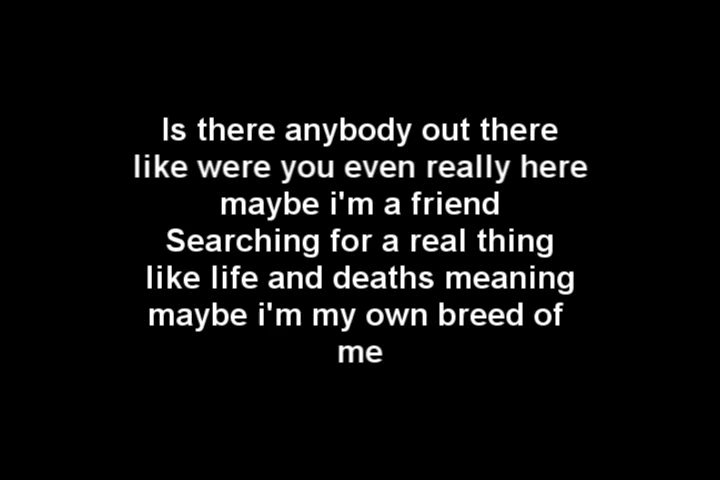 Is there anybody out there
like were you even really here
maybe i'm a friend
Searching for a real thing
like life and deaths meaning
maybe i'm my own breed of
me